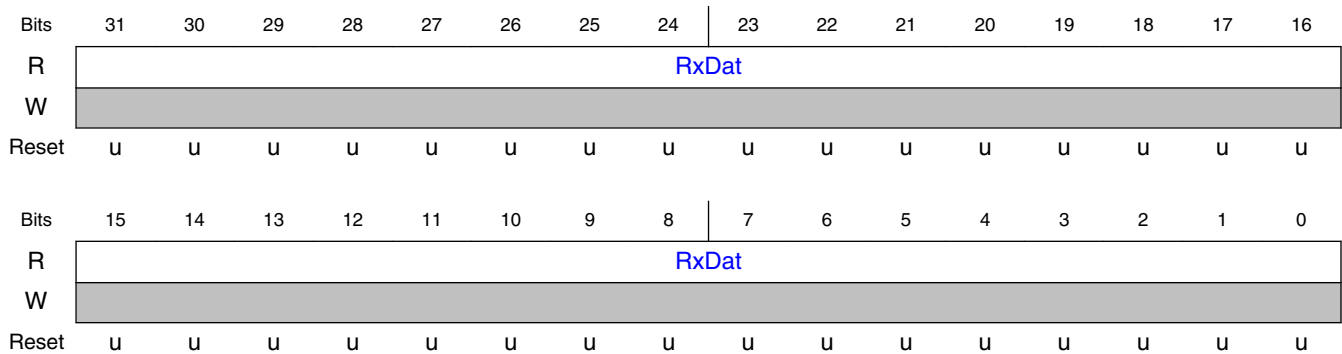 Bits 31 30 29 28 27 26 25 24 23 22 21 20 19 18 17 16
R RxDat
W
Reset u u u u u u u u u u u u u u u u
Bits 15 14 13 12 11 10 9 8 7 6 5 4 3 2 1 0
R RxDat
W
Reset u u u u u u u u u u u u u u u u